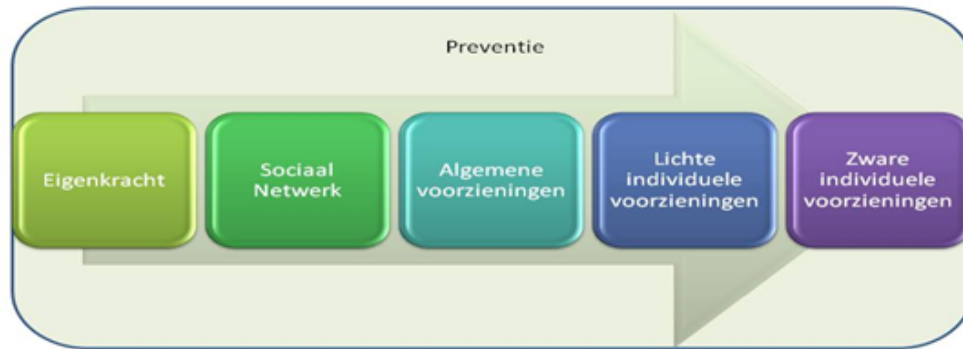 Preventie
Eigenkracht
Sociaal
Netwerk
Algemene
voorzieningen
Lichte
individuele
voorzieningen
Zware
individuele
voorzieningen